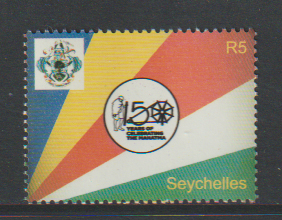 R5
150
YEARS OF
CELEBRATING
THE MAHATMA
Seychelles